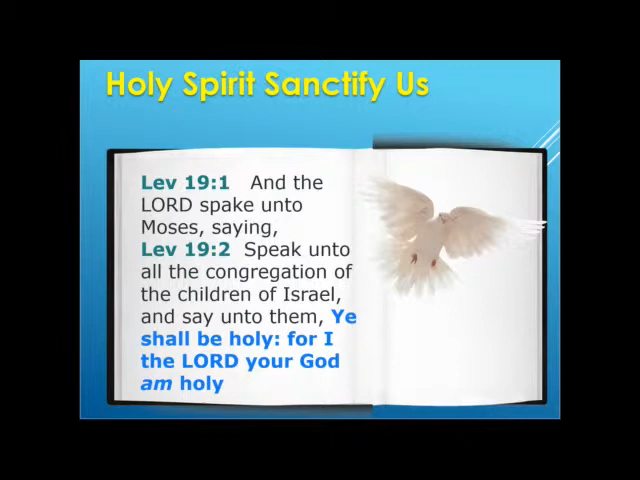 Holy Spirit Sanctify Us
Lev 19:1 And the
LORD spake unto
Moses, saying,
Lev 19:2 Speak unto
all the congregation of
the children of Israel,
and say unto them, Ye
shall be holy: for I
the LORD your God
am holy